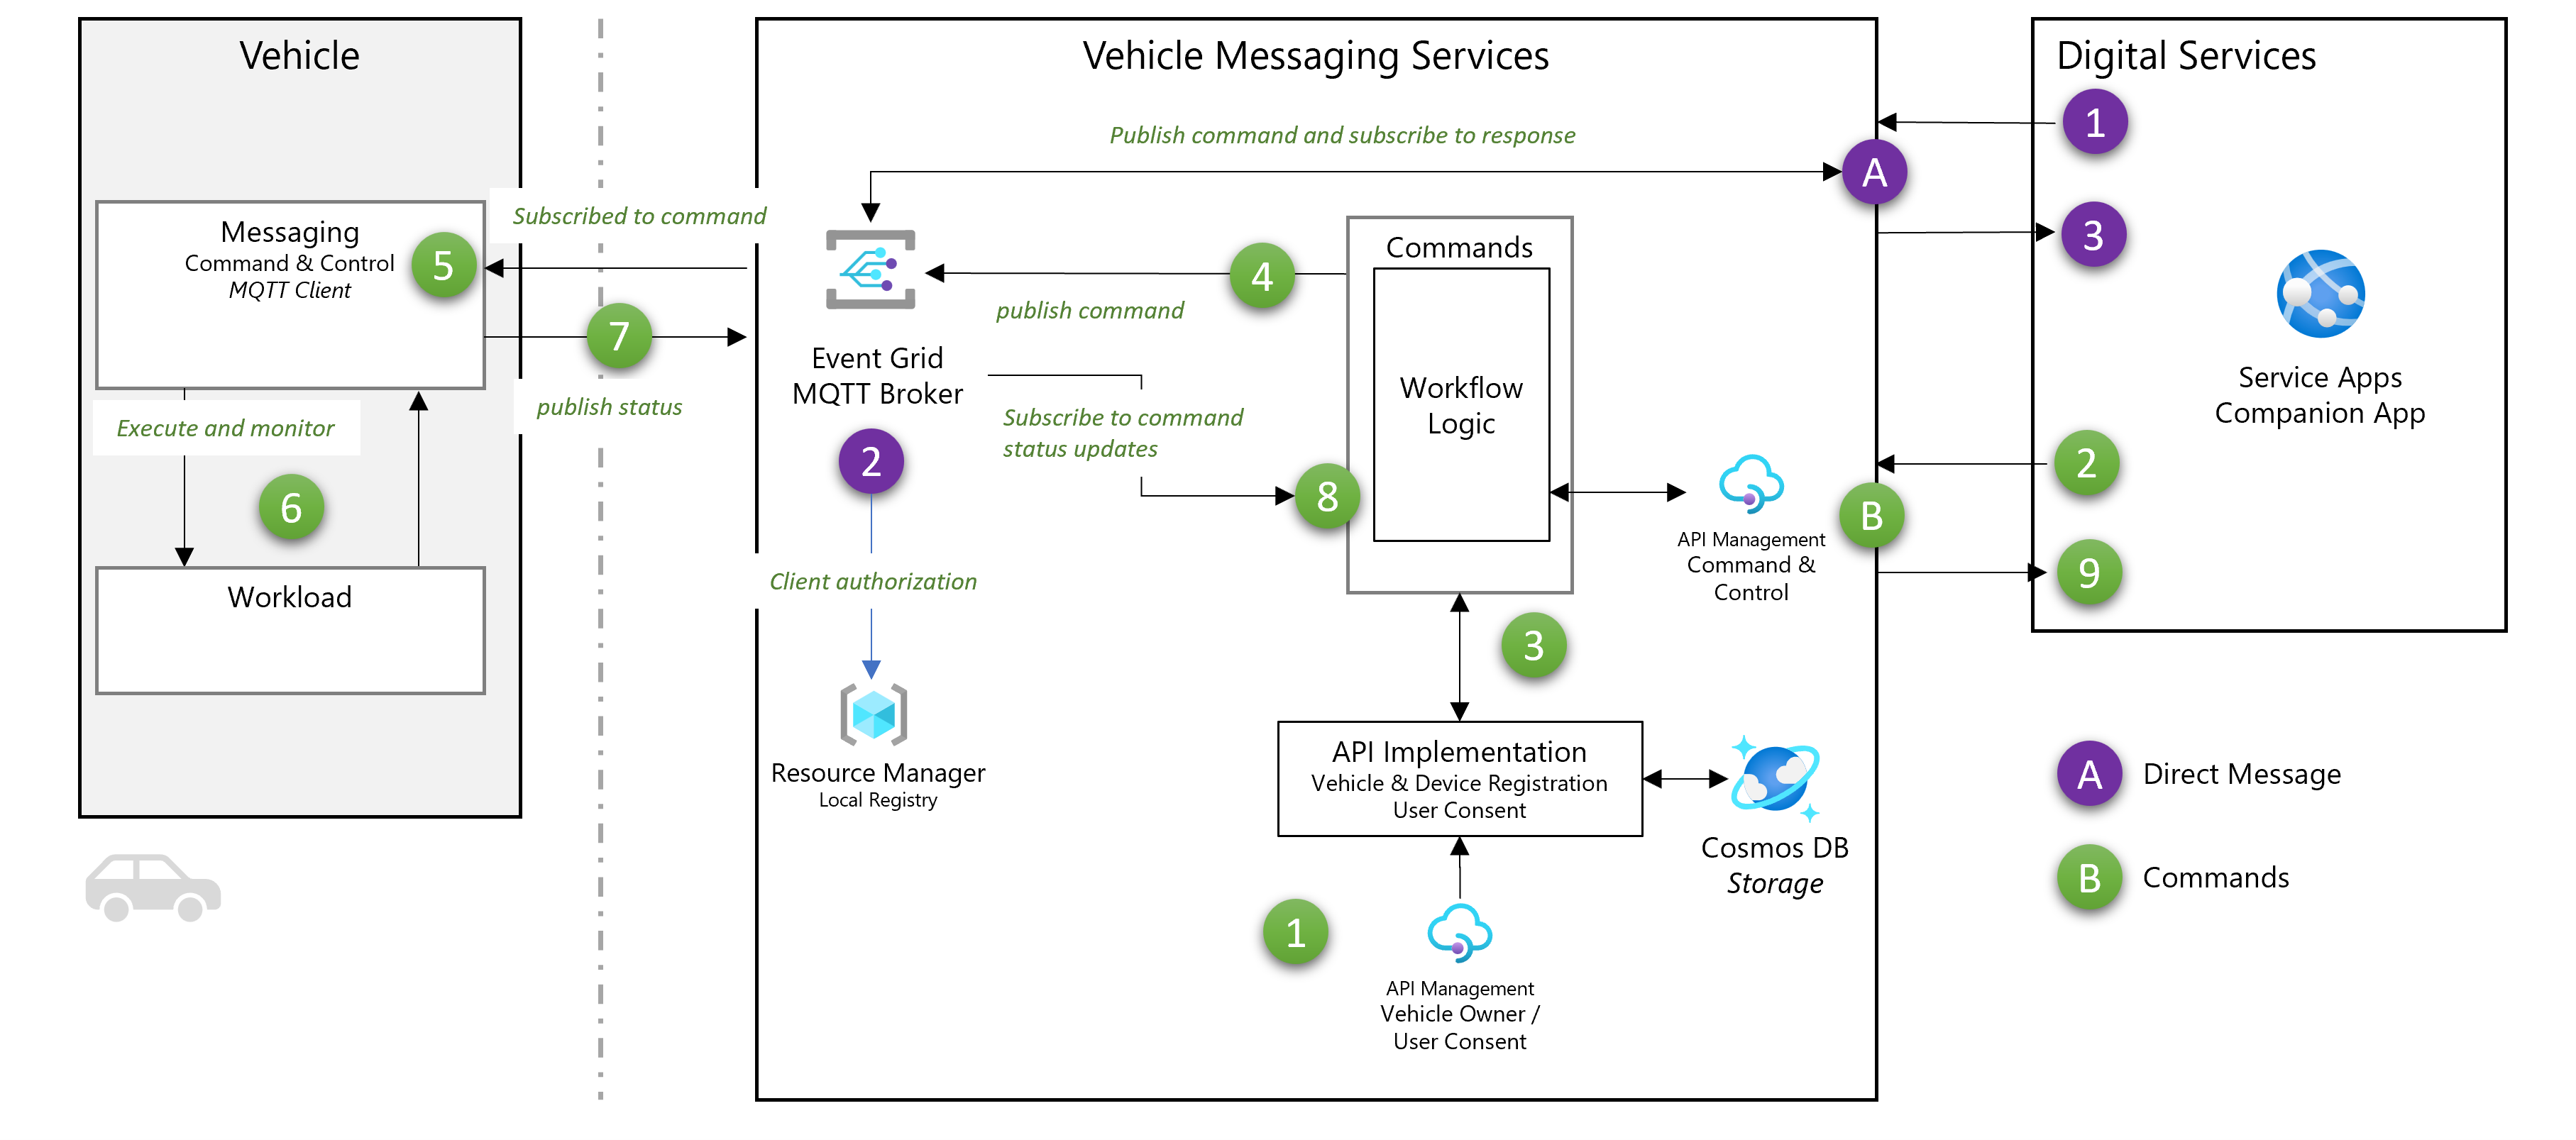 Vehicle
Messaging
Command & Control
MQTT Client
5
Execute and monitor
6
Workload
Subscribed to command
7
publish status
Vehicle Messaging Services
Publish command and subscribe to response
A
Event Grid
MQTT Broker
2
Client authorization
Resource Manager
Local Registry
4
publish command
Subscribe to command
status updates
8
Commands
Workflow
Logic
API Management
Command &
Control
B
3
API Implementation
Vehicle & Device Registration
User Consent
Cosmos DB
Storage
1
API Management
Vehicle Owner /
User Consent
Digital Services
1
3
Service Apps
Companion App
2
9
A
Direct Message
B
Commands